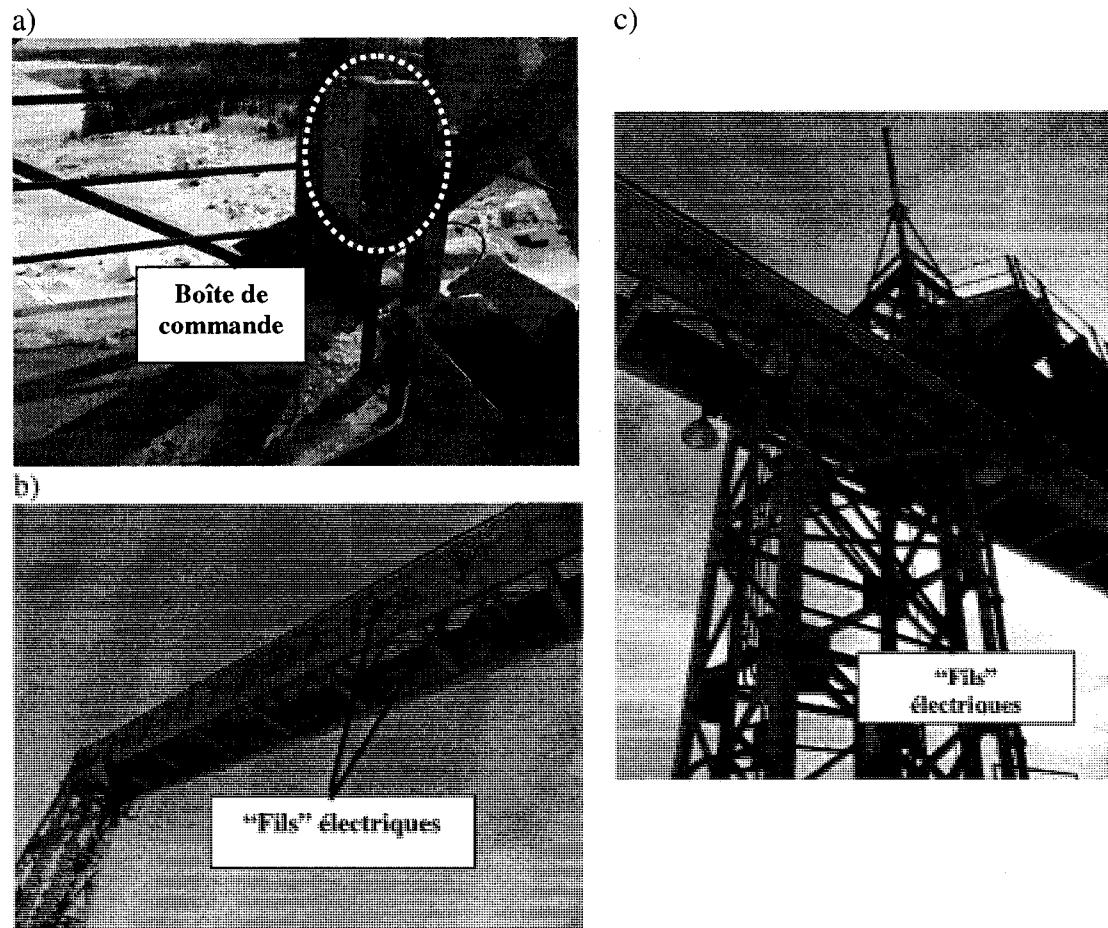 a)
Boîte de
commande
b)
“Fils” électriques
c)
“Fils”
électriques